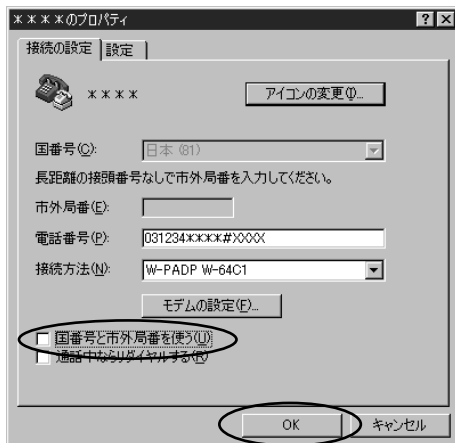 ＊＊＊＊のプロパティ
接続の設定 設定
＊＊＊＊
アイコンの変更(I)...
国番号(C): 日本 (81)
長距離の接頭番号なしで市外局番を入力してください。
市外局番(E):
電話番号(P): 031234＊＊＊＊#XXXX
接続方法(N): W-PADP W-64C1
モデムの設定(F)...
国番号と市外局番を使う(U)
通話中ならリダイヤルする(R)
OK キャンセル